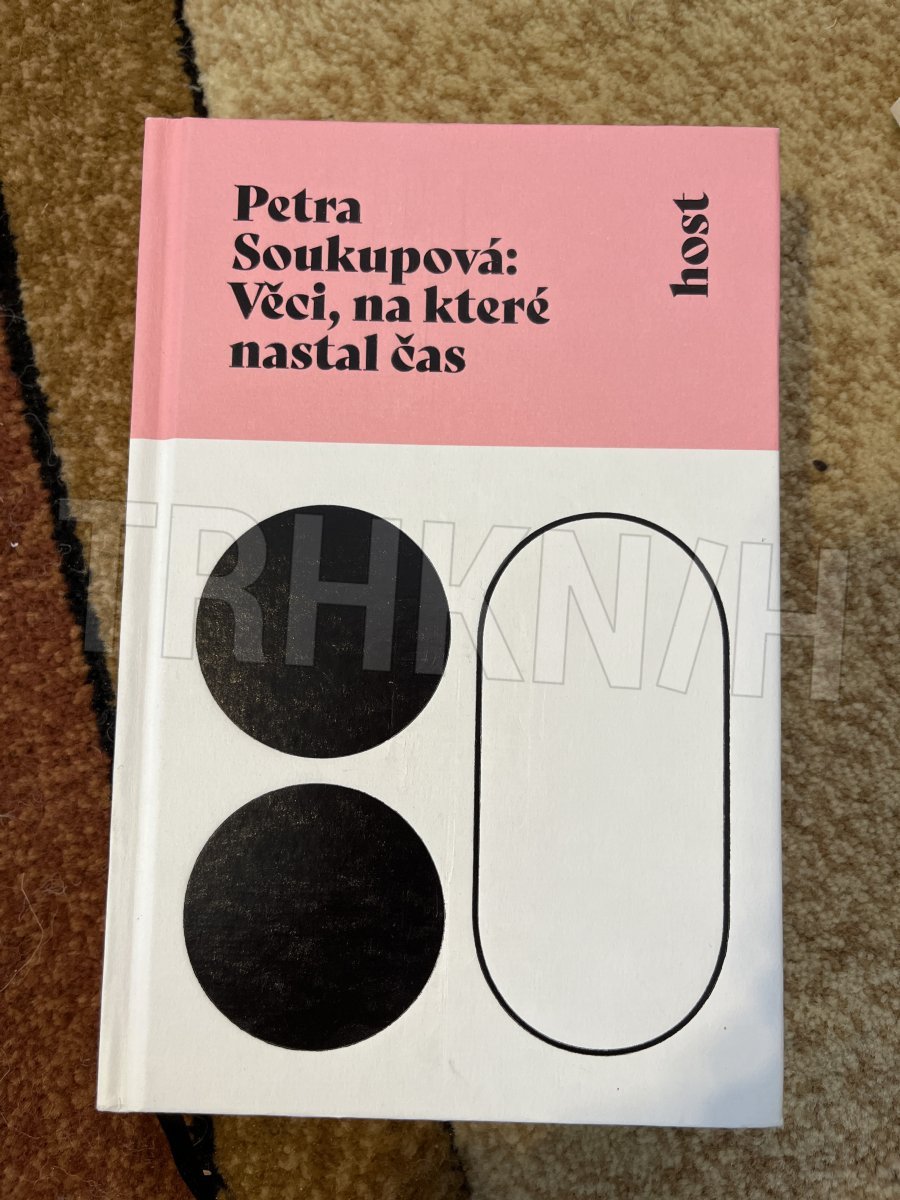 Petra
Soukupová:
Věci, na které
nastal čas
host
TRHKNIH